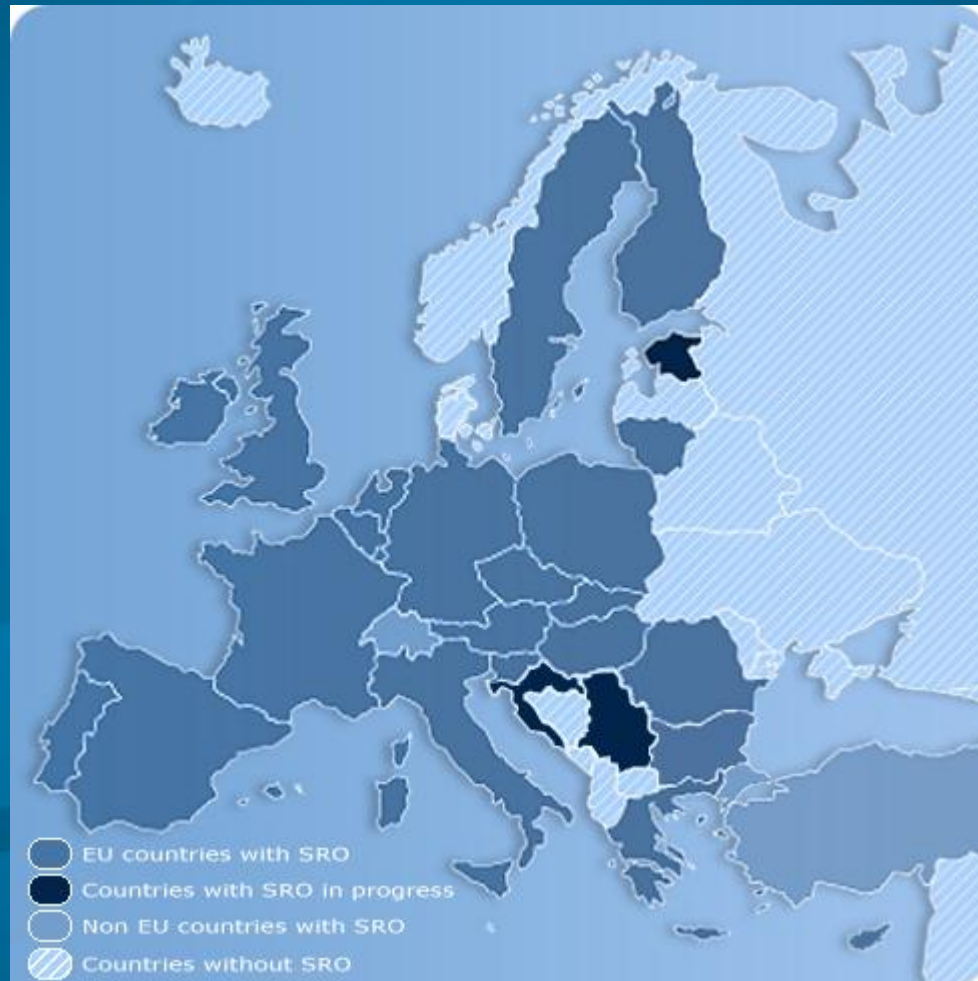 EU countries with SRO
Countries with SRO in progress
Non EU countries with SRO
Countries without SRO